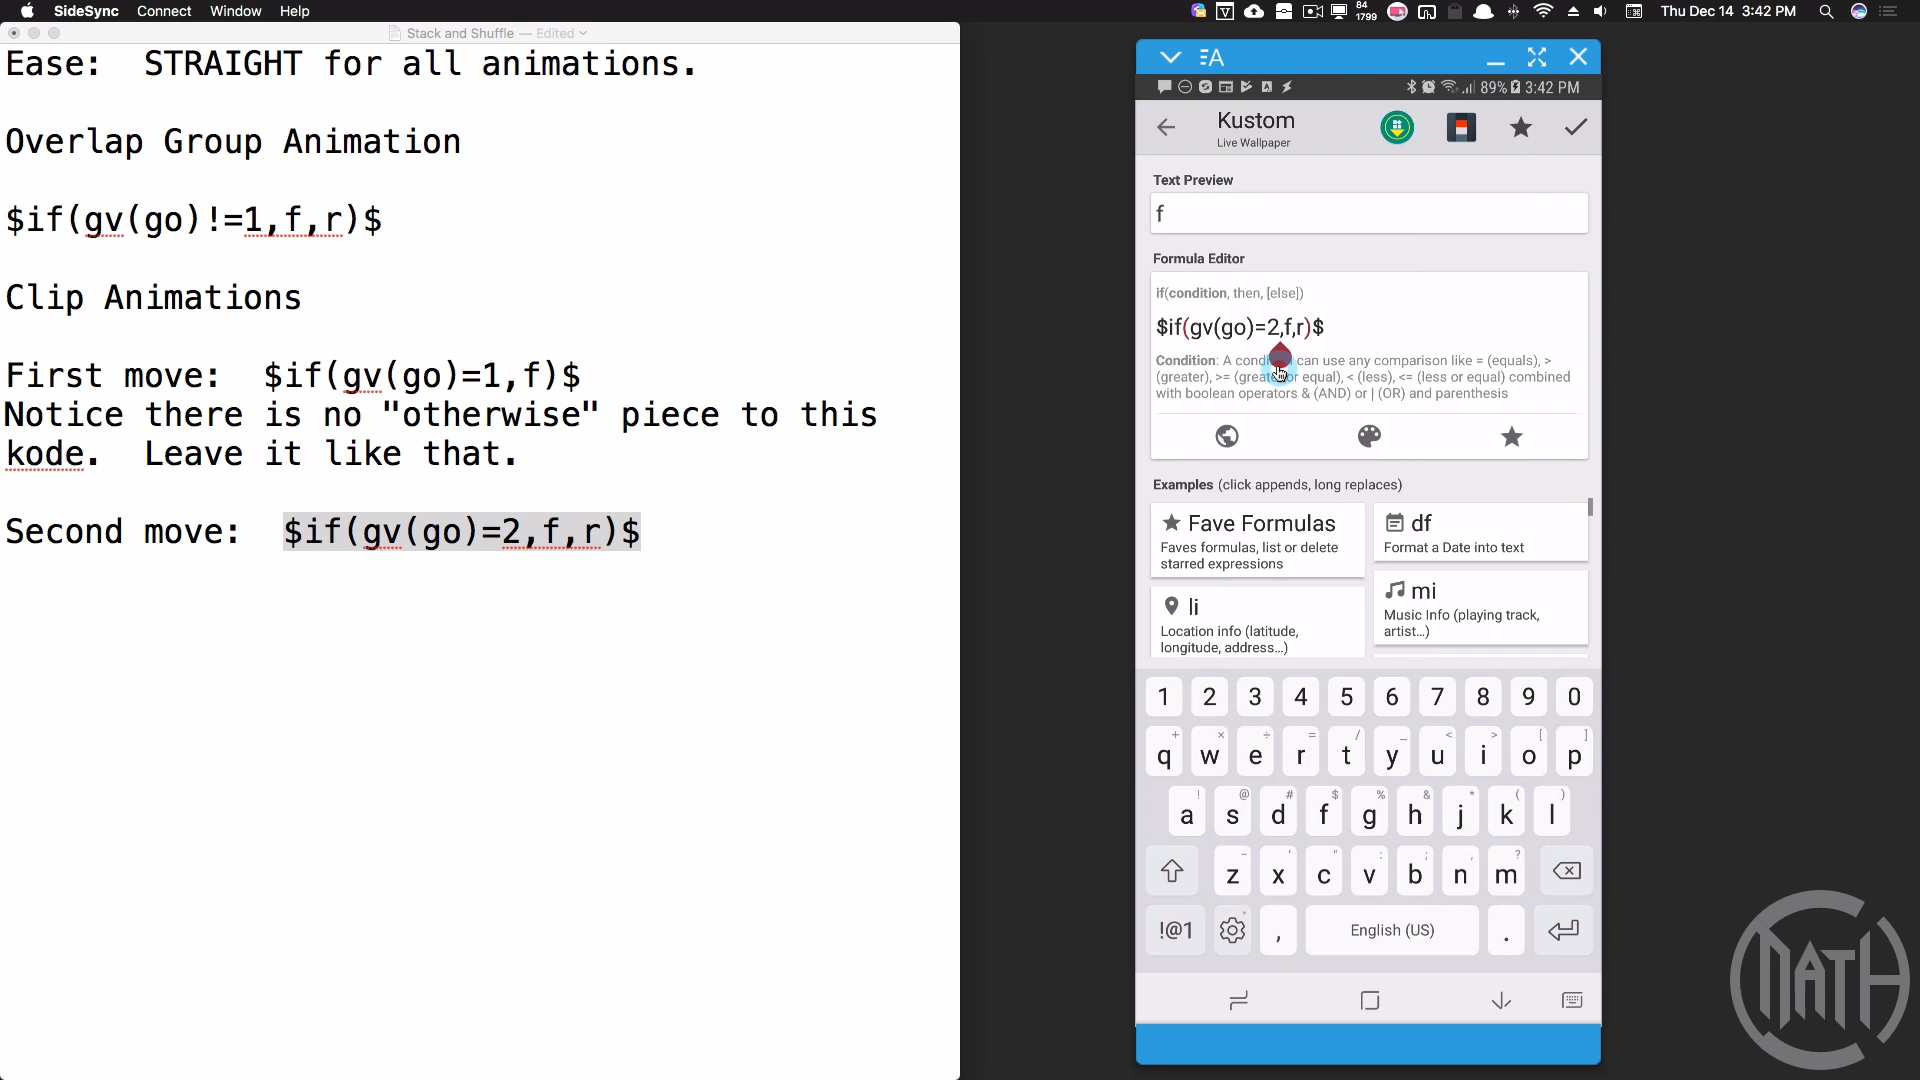 SideSync Connect Window Help
84
1799
Thu Dec 14 3:42 PM
Stack and Shuffle — Edited
Ease: STRAIGHT for all animations.
Overlap Group Animation
$if(gv(go)!=1,f,r)$
Clip Animations
First move: $if(gv(go)=1,f)$
Notice there is no "otherwise" piece to this
kode. Leave it like that.
Second move: $if(gv(go)=2,f,r)$
A
89% 3:42 PM
Kustom
Live Wallpaper
Text Preview
f
Formula Editor
if(condition, then, [else])
$if(gv(go)=2,f,r)$
Condition: A can use any comparison like = (equals), >
(greater), >= (greater or equal), < (less), <= (less or equal) combined
with boolean operators & (AND) or | (OR) and parenthesis
Examples (click appends, long replaces)
Fave Formulas
Faves formulas, list or delete
starred expressions
df
Format a Date into text
li
Location info (latitude,
longitude, address...)
mi
Music Info (playing track,
artist...)
1 2 3 4 5 6 7 8 9 0
+ × ÷ = / _ < > [ ]
q w e r t y u i o p
! @ # $ % & * ( )
a s d f g h j k l
- ' " : ; , ?
z x c v b n m
!@1 , English (US) .
MATH